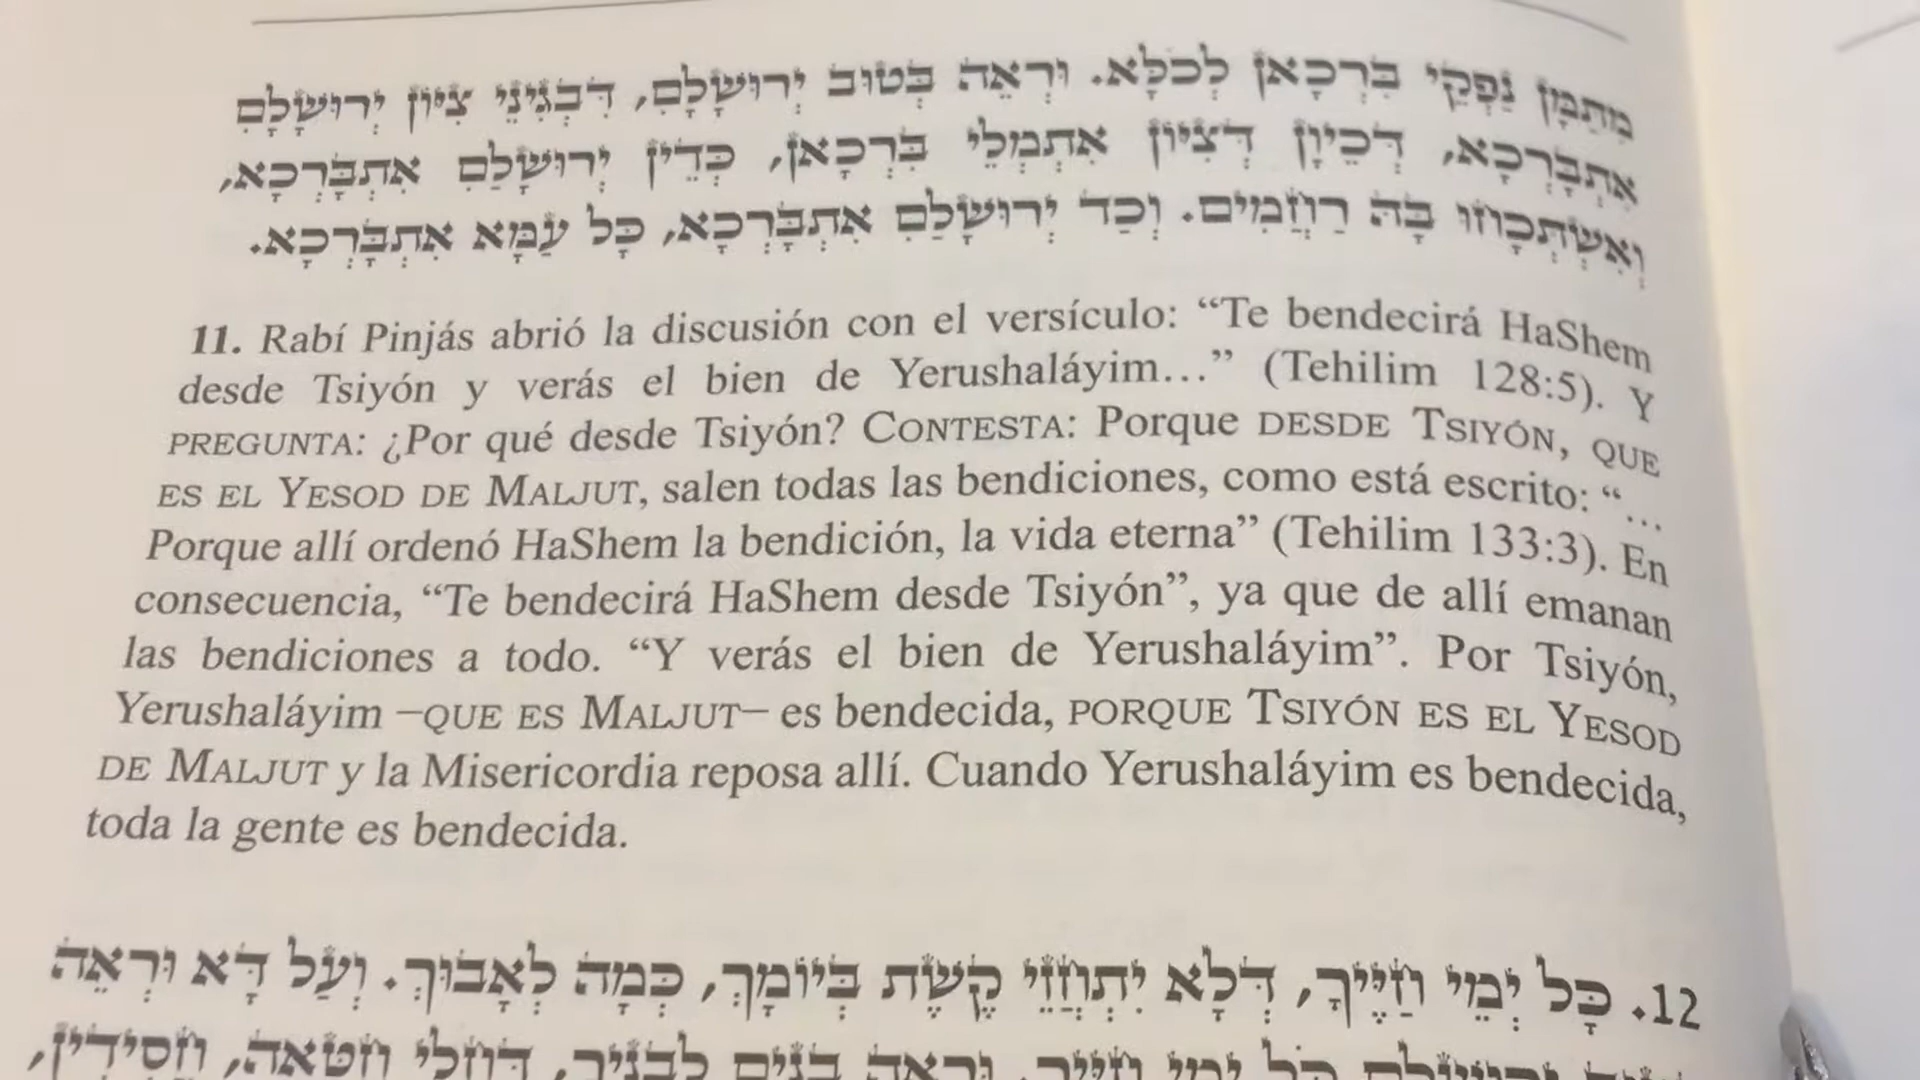 מִתַּמָּן נַפְקֵי בִּרְכָאן לְכֹלָּא. וּרְאֵה בְּטוּב יְרוּשָׁלָםִ, דִּבְגִינֵי צִיּוֹן יְרוּשָׁלָםִ
אִתְבָּרְכָא, דְּכֵיוָן דְּצִיּוֹן אִתְמְלֵי בִּרְכָאן, כְּדֵין יְרוּשָׁלַםִ אִתְבָּרְכָא,
וְאִשְׁתְּכָחוּ בָּהּ רַחֲמִים. וְכַד יְרוּשָׁלַםִ אִתְבָּרְכָא, כָּל עַמָּא אִתְבָּרְכָא.
11. Rabí Pinjás abrió la discusión con el versículo: “Te bendecirá HaShem
desde Tsiyón y verás el bien de Yerushaláyim…” (Tehilim 128:5). Y
PREGUNTA: ¿Por qué desde Tsiyón? CONTESTA: Porque DESDE TSIYÓN, QUE
ES EL YESOD DE MALJUT, salen todas las bendiciones, como está escrito: “…
Porque allí ordenó HaShem la bendición, la vida eterna” (Tehilim 133:3). En
consecuencia, “Te bendecirá HaShem desde Tsiyón”, ya que de allí emanan
las bendiciones a todo. “Y verás el bien de Yerushaláyim”. Por Tsiyón,
Yerushaláyim –QUE ES MALJUT– es bendecida, PORQUE TSIYÓN ES EL YESOD
DE MALJUT y la Misericordia reposa allí. Cuando Yerushaláyim es bendecida,
toda la gente es bendecida.
12. כָּל יְמֵי חַיֶּיךָ, דְּלָא יִתְחֲזֵי קֶשֶׁת בְּיוֹמָךְ, כְּמָה לְאָבוּךְ. וְעַל דָּא וּרְאֵה
יְרוּשָׁלַםִ כֹּל יְמֵי חַיֶּיךָ. וּרְאֵה בָנִים לְבָנֶיךָ, דַּחֲלֵי חַטָּאָה, חֲסִידִין,